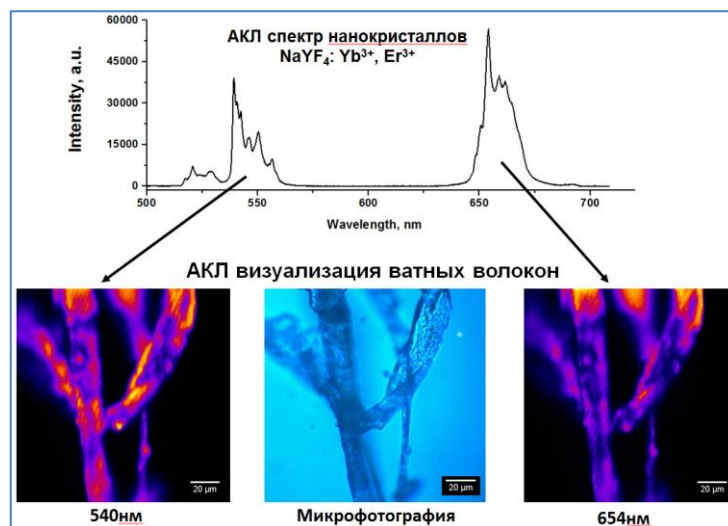 АКЛ спектр нанокристаллов
NaYF₄: Yb³⁺, Er³⁺
Intensity, a.u.
60000
45000
30000
15000
0
500
550
600
650
700
Wavelength, nm
АКЛ визуализация ватных волокон
20 µm
20 µm
20 µm
540нм
Микрофотография
654нм